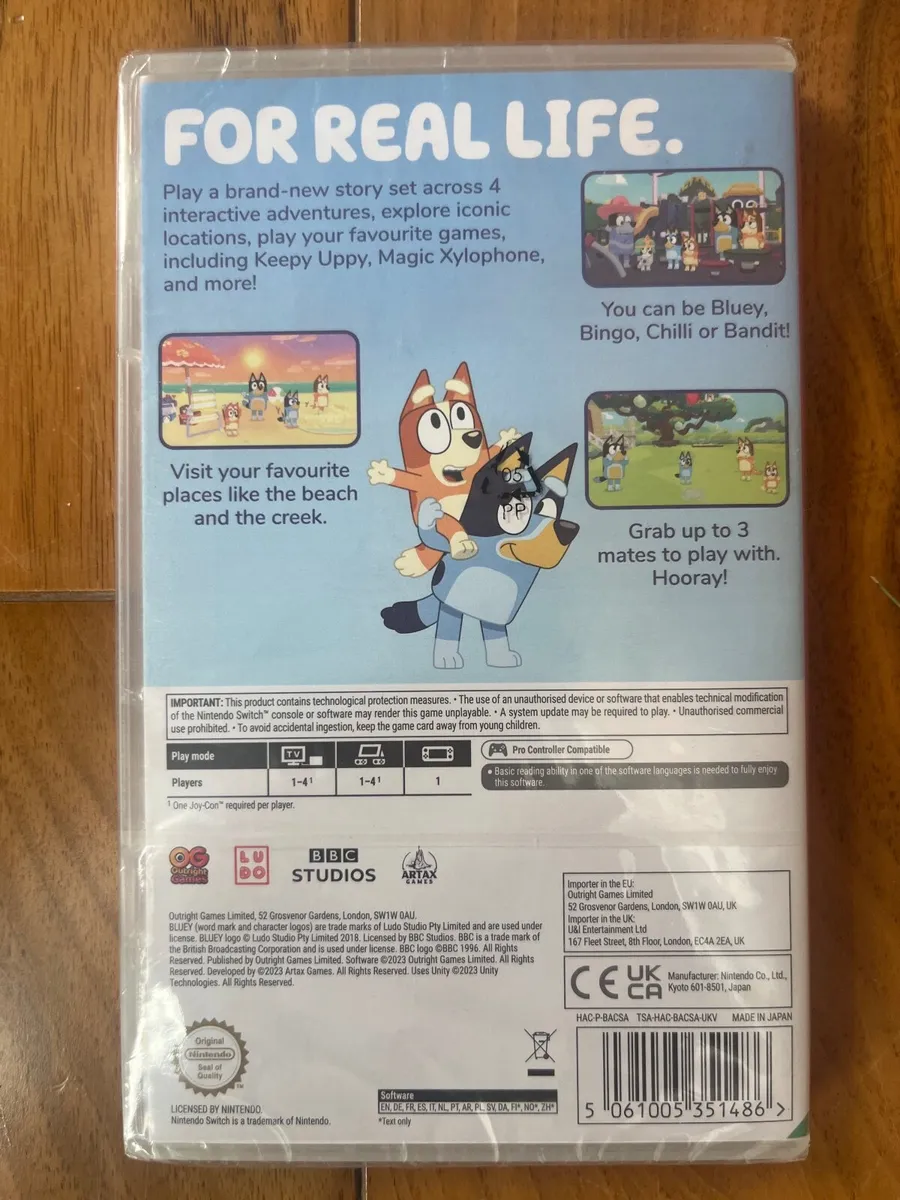 FOR REAL LIFE.
Play a brand-new story set across 4
interactive adventures, explore iconic
locations, play your favourite games,
including Keepy Uppy, Magic Xylophone,
and more!
You can be Bluey,
Bingo, Chilli or Bandit!
Visit your favourite
places like the beach
and the creek.
05
PP
Grab up to 3
mates to play with.
Hooray!
IMPORTANT: This product contains technological protection measures. • The use of an unauthorised device or software that enables technical modification
of the Nintendo Switch™ console or software may render this game unplayable. • A system update may be required to play. • Unauthorised commercial
use prohibited. • To avoid accidental ingestion, keep the game card away from young children.
Play mode TV
Players 1-4¹ 1-4¹ 1
¹ One Joy-Con™ required per player.
Pro Controller Compatible
• Basic reading ability in one of the software languages is needed to fully enjoy
this software.
OG Outright Games
LUDO
BBC
STUDIOS
ARTAX
GAMES
Outright Games Limited, 52 Grosvenor Gardens, London, SW1W 0AU.
BLUEY (word mark and character logos) are trade marks of Ludo Studio Pty Limited and are used under
license. BLUEY logo © Ludo Studio Pty Limited 2018. Licensed by BBC Studios. BBC is a trade mark of
the British Broadcasting Corporation and is used under license. BBC logo ©BBC 1996. All Rights
Reserved. Published by Outright Games Limited. Software ©2023 Outright Games Limited. All Rights
Reserved. Developed by ©2023 Artax Games. All Rights Reserved. Uses Unity ©2023 Unity
Technologies. All Rights Reserved.
Importer in the EU:
Outright Games Limited
52 Grosvenor Gardens, London, SW1W 0AU, UK
Importer in the UK:
U&I Entertainment Ltd
167 Fleet Street, 8th Floor, London, EC4A 2EA, UK
CE UK
CA
Manufacturer: Nintendo Co., Ltd.,
Kyoto 601-8501, Japan
HAC-P-BACSA TSA-HAC-BACSA-UKV MADE IN JAPAN
Original
Nintendo
Seal of
Quality
™
LICENSED BY NINTENDO.
Nintendo Switch is a trademark of Nintendo.
Software
EN, DE, FR, ES, IT, NL, PT, AR, PL, SV, DA, FI*, NO*, ZH*
*Text only
5 061005 351486 >